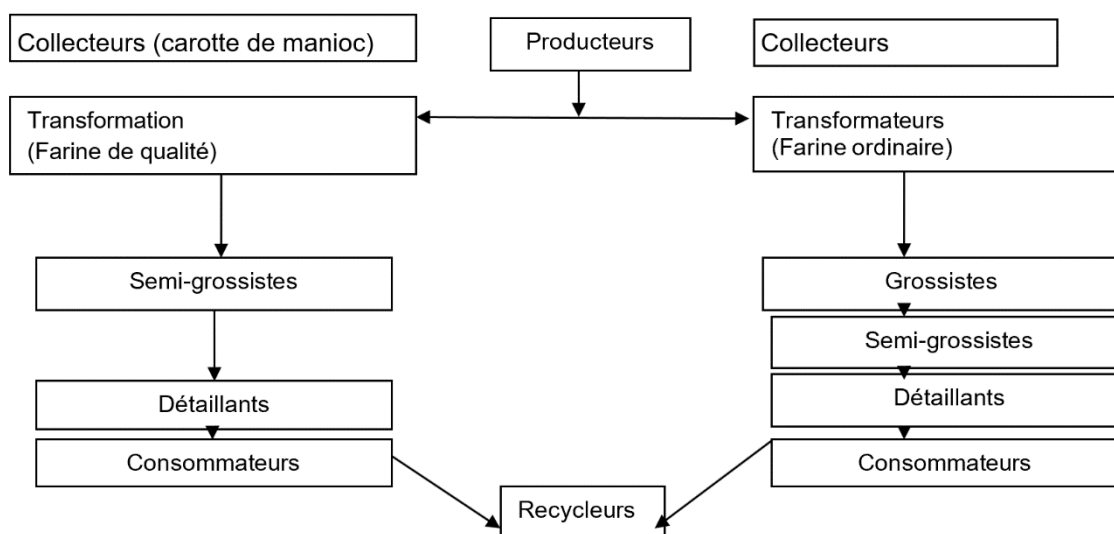 Collecteurs (carotte de manioc)
Producteurs
Collecteurs
Transformation
(Farine de qualité)
Transformateurs
(Farine ordinaire)
Semi-grossistes
Grossistes
Semi-grossistes
Détaillants
Détaillants
Consommateurs
Consommateurs
Recycleurs